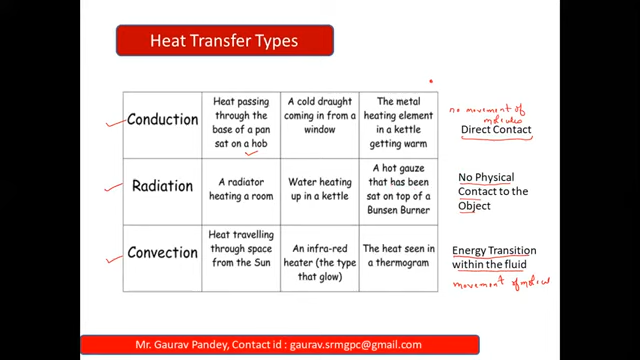 Heat Transfer Types
Conduction
Heat passing
through the
base of a pan
sat on a hob
A cold draught
coming in from a
window
The metal
heating element
in a kettle
getting warm
no movement of
molecules
Direct Contact
Radiation
A radiator
heating a room
Water heating
up in a kettle
A hot gauze
that has been
sat on top of a
Bunsen Burner
No Physical
Contact to the
Object
Convection
Heat travelling
through space
from the Sun
An infra-red
heater (the type
that glow)
The heat seen in
a thermogram
Energy Transition
within the fluid
movement of molecul
Mr. Gaurav Pandey, Contact id : gaurav.srmgpc@gmail.com